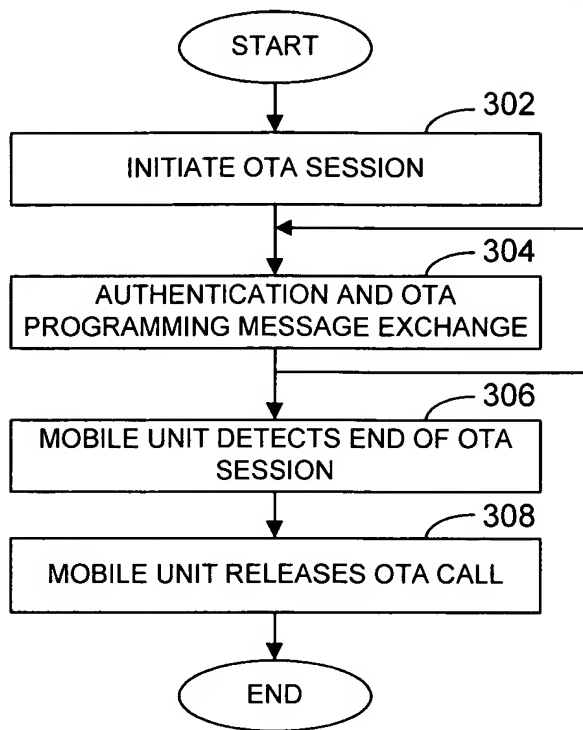 START
302
INITIATE OTA SESSION
304
AUTHENTICATION AND OTA
PROGRAMMING MESSAGE EXCHANGE
306
MOBILE UNIT DETECTS END OF OTA
SESSION
308
MOBILE UNIT RELEASES OTA CALL
END